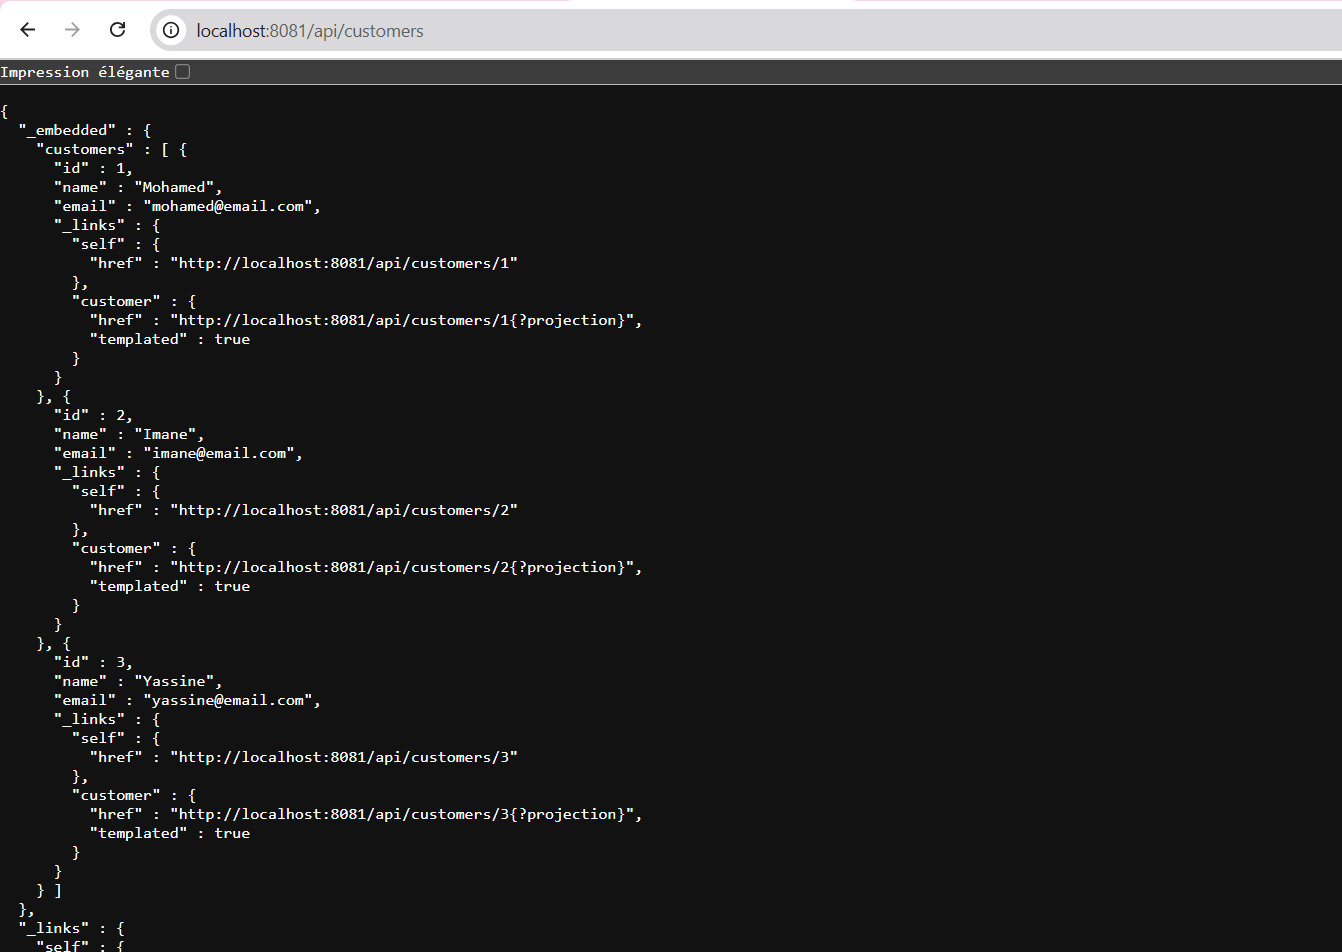 localhost:8081/api/customers
Impression élégante
{
  "_embedded" : {
    "customers" : [ {
      "id" : 1,
      "name" : "Mohamed",
      "email" : "mohamed@email.com",
      "_links" : {
        "self" : {
          "href" : "http://localhost:8081/api/customers/1"
        },
        "customer" : {
          "href" : "http://localhost:8081/api/customers/1{?projection}",
          "templated" : true
        }
      }
    }, {
      "id" : 2,
      "name" : "Imane",
      "email" : "imane@email.com",
      "_links" : {
        "self" : {
          "href" : "http://localhost:8081/api/customers/2"
        },
        "customer" : {
          "href" : "http://localhost:8081/api/customers/2{?projection}",
          "templated" : true
        }
      }
    }, {
      "id" : 3,
      "name" : "Yassine",
      "email" : "yassine@email.com",
      "_links" : {
        "self" : {
          "href" : "http://localhost:8081/api/customers/3"
        },
        "customer" : {
          "href" : "http://localhost:8081/api/customers/3{?projection}",
          "templated" : true
        }
      }
    } ]
  },
  "_links" : {
    "self" : {